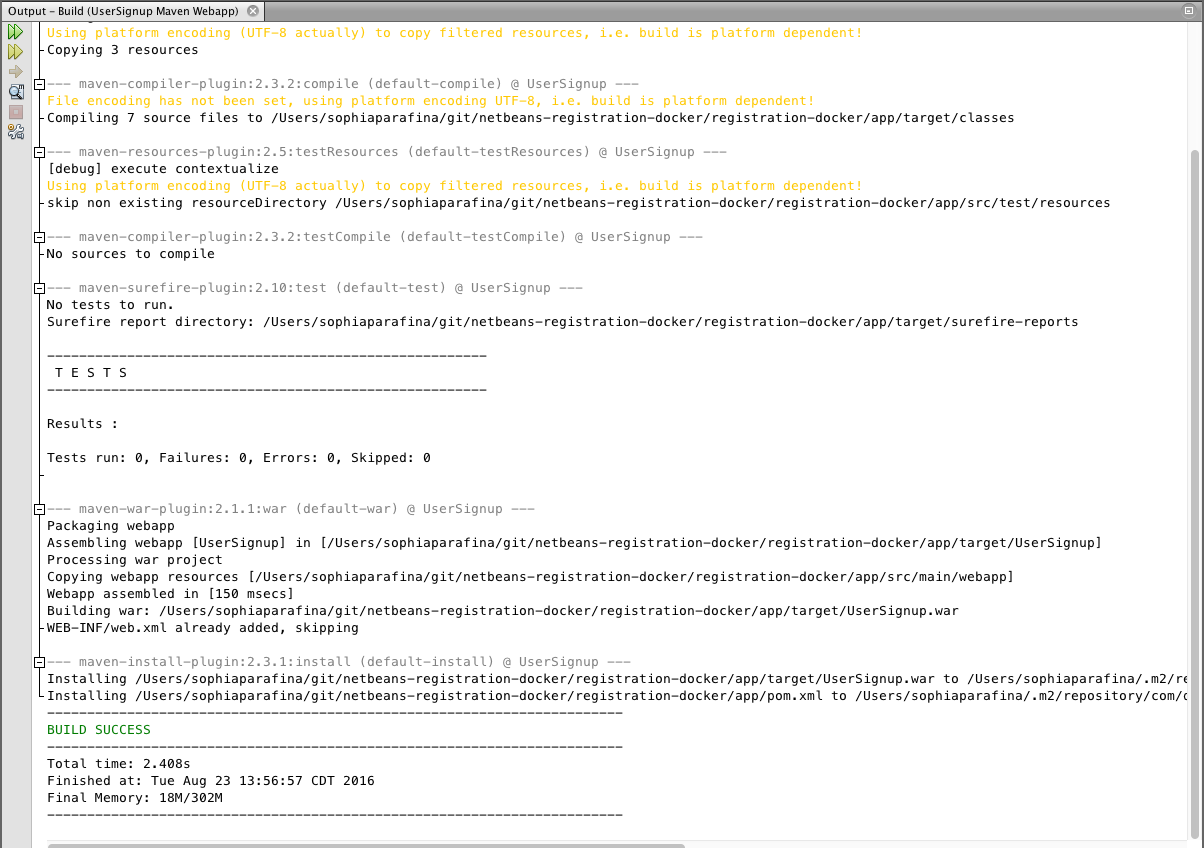 Output – Build (UserSignup Maven Webapp)
Using platform encoding (UTF-8 actually) to copy filtered resources, i.e. build is platform dependent!
Copying 3 resources
--- maven-compiler-plugin:2.3.2:compile (default-compile) @ UserSignup ---
File encoding has not been set, using platform encoding UTF-8, i.e. build is platform dependent!
Compiling 7 source files to /Users/sophiaparafina/git/netbeans-registration-docker/registration-docker/app/target/classes
--- maven-resources-plugin:2.5:testResources (default-testResources) @ UserSignup ---
[debug] execute contextualize
Using platform encoding (UTF-8 actually) to copy filtered resources, i.e. build is platform dependent!
skip non existing resourceDirectory /Users/sophiaparafina/git/netbeans-registration-docker/registration-docker/app/src/test/resources
--- maven-compiler-plugin:2.3.2:testCompile (default-testCompile) @ UserSignup ---
No sources to compile
--- maven-surefire-plugin:2.10:test (default-test) @ UserSignup ---
No tests to run.
Surefire report directory: /Users/sophiaparafina/git/netbeans-registration-docker/registration-docker/app/target/surefire-reports
-------------------------------------------------------
T E S T S
-------------------------------------------------------
Results :
Tests run: 0, Failures: 0, Errors: 0, Skipped: 0
--- maven-war-plugin:2.1.1:war (default-war) @ UserSignup ---
Packaging webapp
Assembling webapp [UserSignup] in [/Users/sophiaparafina/git/netbeans-registration-docker/registration-docker/app/target/UserSignup]
Processing war project
Copying webapp resources [/Users/sophiaparafina/git/netbeans-registration-docker/registration-docker/app/src/main/webapp]
Webapp assembled in [150 msecs]
Building war: /Users/sophiaparafina/git/netbeans-registration-docker/registration-docker/app/target/UserSignup.war
WEB-INF/web.xml already added, skipping
--- maven-install-plugin:2.3.1:install (default-install) @ UserSignup ---
Installing /Users/sophiaparafina/git/netbeans-registration-docker/registration-docker/app/target/UserSignup.war to /Users/sophiaparafina/.m2/re
Installing /Users/sophiaparafina/git/netbeans-registration-docker/registration-docker/app/pom.xml to /Users/sophiaparafina/.m2/repository/com/
------------------------------------------------------------------------
BUILD SUCCESS
------------------------------------------------------------------------
Total time: 2.408s
Finished at: Tue Aug 23 13:56:57 CDT 2016
Final Memory: 18M/302M
------------------------------------------------------------------------